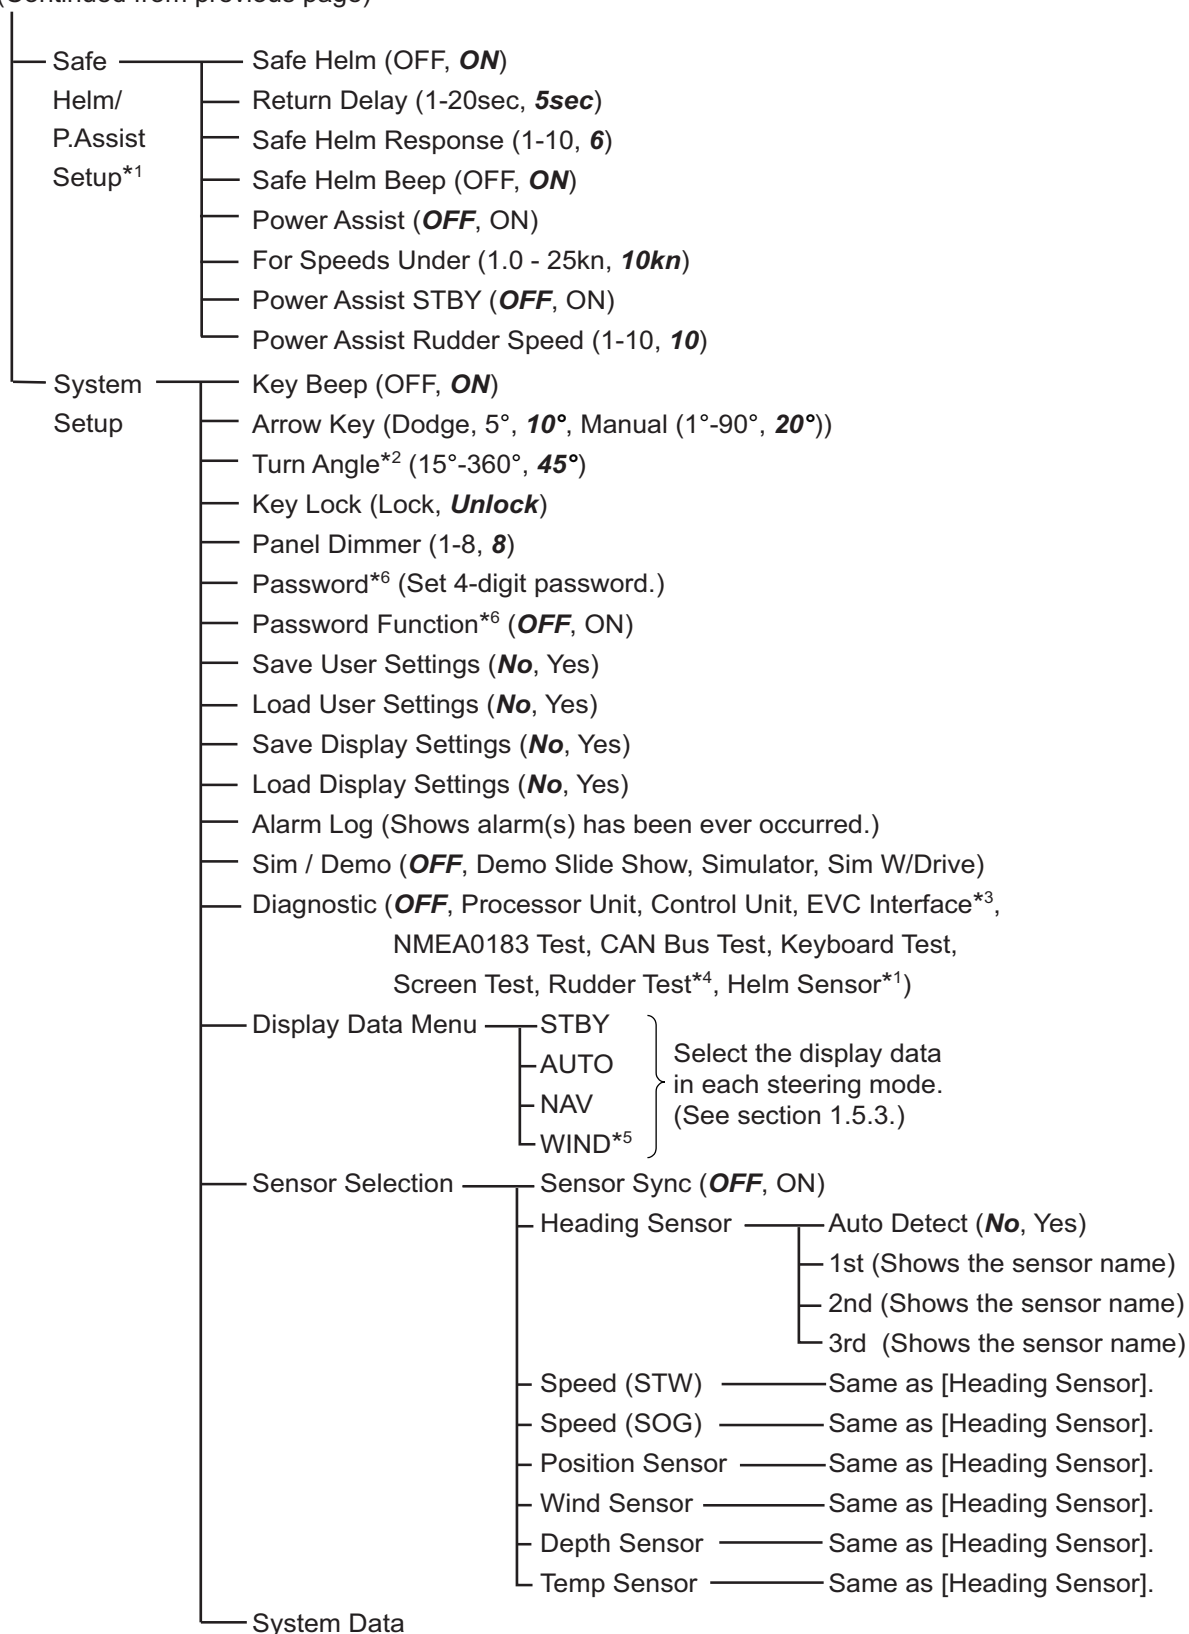 (Continued from previous page)
Safe
Helm/
P.Assist
Setup*1
Safe Helm (OFF, ON)
Return Delay (1-20sec, 5sec)
Safe Helm Response (1-10, 6)
Safe Helm Beep (OFF, ON)
Power Assist (OFF, ON)
For Speeds Under (1.0 - 25kn, 10kn)
Power Assist STBY (OFF, ON)
Power Assist Rudder Speed (1-10, 10)
System
Setup
Key Beep (OFF, ON)
Arrow Key (Dodge, 5°, 10°, Manual (1°-90°, 20°))
Turn Angle*2 (15°-360°, 45°)
Key Lock (Lock, Unlock)
Panel Dimmer (1-8, 8)
Password*6 (Set 4-digit password.)
Password Function*6 (OFF, ON)
Save User Settings (No, Yes)
Load User Settings (No, Yes)
Save Display Settings (No, Yes)
Load Display Settings (No, Yes)
Alarm Log (Shows alarm(s) has been ever occurred.)
Sim / Demo (OFF, Demo Slide Show, Simulator, Sim W/Drive)
Diagnostic (OFF, Processor Unit, Control Unit, EVC Interface*3,
NMEA0183 Test, CAN Bus Test, Keyboard Test,
Screen Test, Rudder Test*4, Helm Sensor*1)
Display Data Menu
STBY
AUTO
NAV
WIND*5
Select the display data
in each steering mode.
(See section 1.5.3.)
Sensor Selection
Sensor Sync (OFF, ON)
Heading Sensor
Auto Detect (No, Yes)
1st (Shows the sensor name)
2nd (Shows the sensor name)
3rd (Shows the sensor name)
Speed (STW)
Same as [Heading Sensor].
Speed (SOG)
Same as [Heading Sensor].
Position Sensor
Same as [Heading Sensor].
Wind Sensor
Same as [Heading Sensor].
Depth Sensor
Same as [Heading Sensor].
Temp Sensor
Same as [Heading Sensor].
System Data